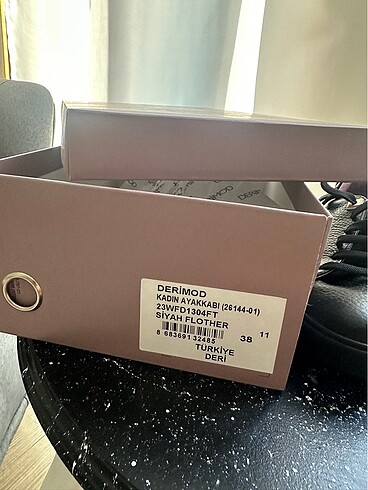 DERİMOD
KADIN AYAKKABI (26144-01)
23WFD1304FT
SİYAH FLOTHER
8 683691 32485
38 11
TÜRKİYE
DERİ